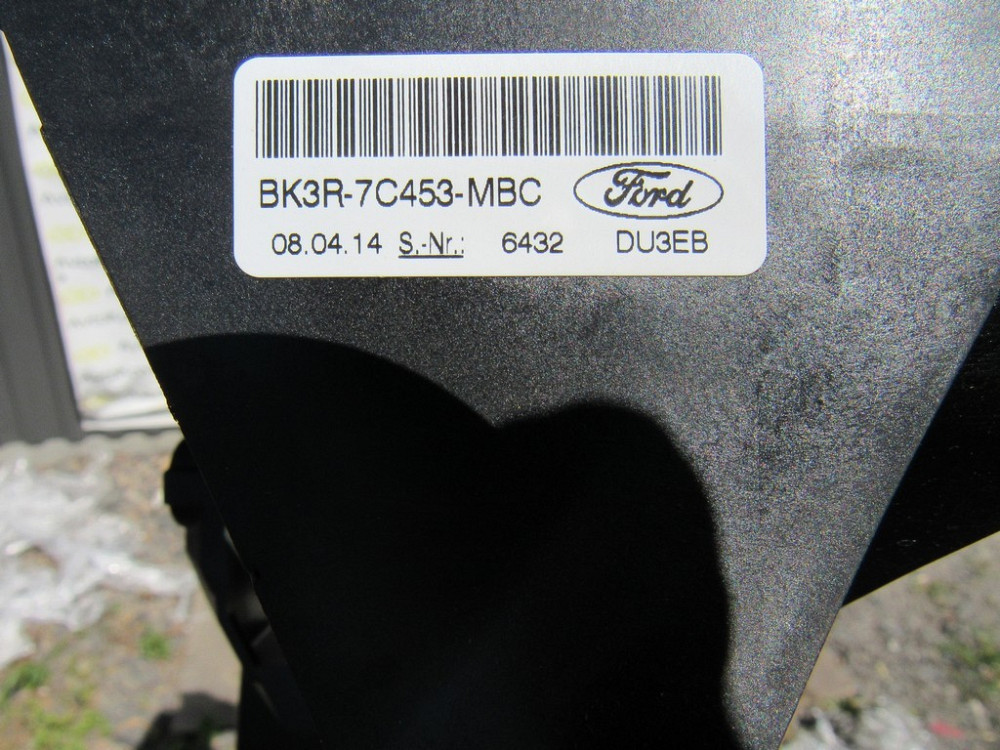 BK3R-7C453-MBC Ford
08.04.14 S.-Nr.: 6432 DU3EB